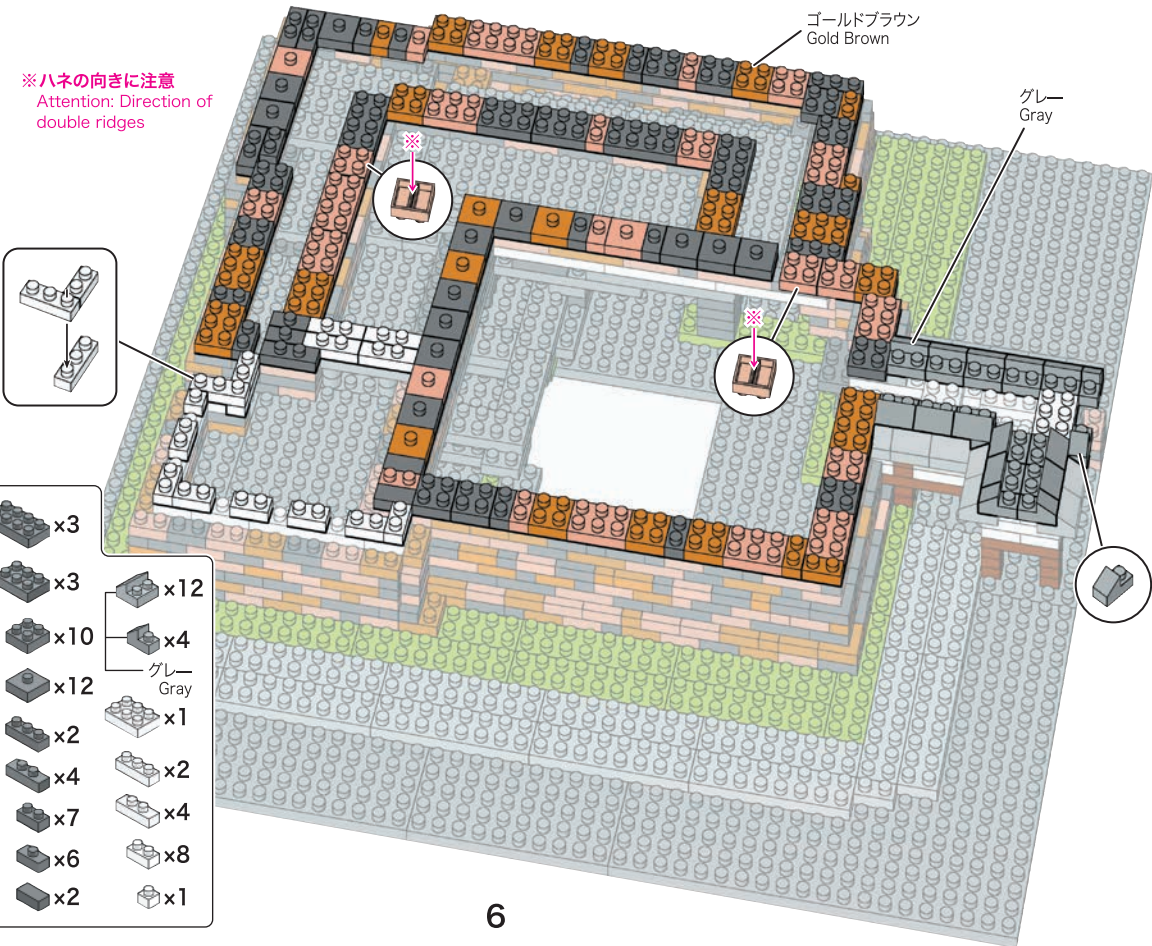 ゴールドブラウン
Gold Brown
※ハネの向きに注意
Attention: Direction of
double ridges
グレー
Gray
※
※
×3
×3
×10
×12
×2
×4
×7
×6
×2
×12
×4
グレー
Gray
×1
×2
×4
×8
×1
6